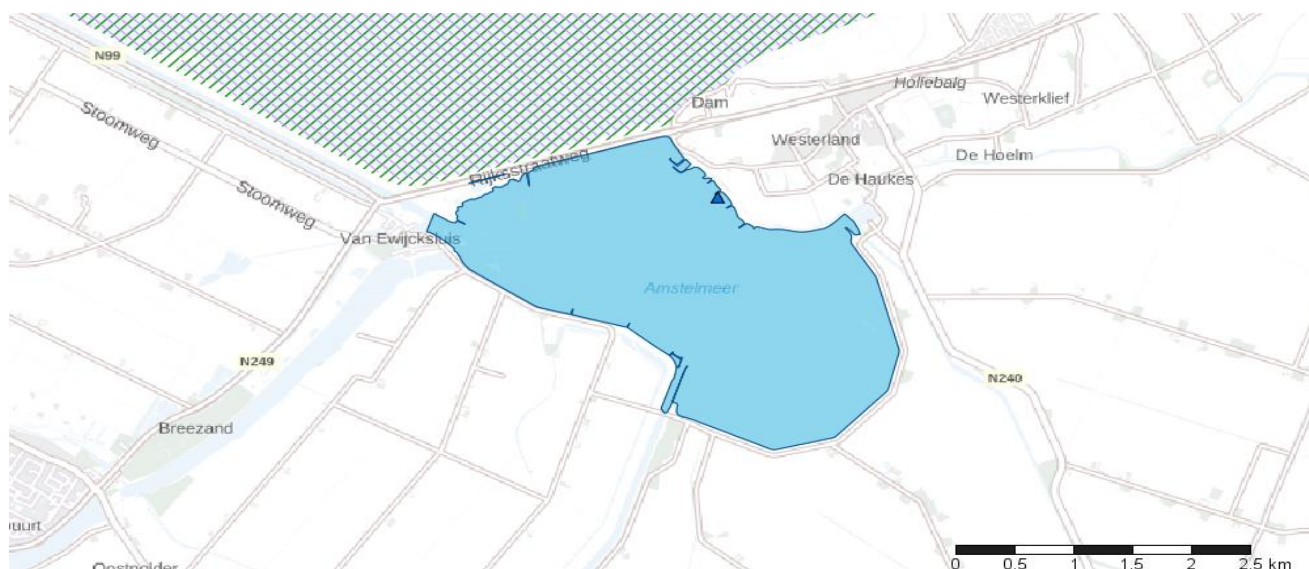 N99
Hollebalg
Dam
Westerklief
Stoomweg
Westerland
De Hoelm
Rijksstraatweg
De Haukes
Stoomweg
Van Ewijcksluis
Amstelmeer
N249
N240
Breezand
uurt
Oostpolder
0 0.5 1 1.5 2 2.5 km